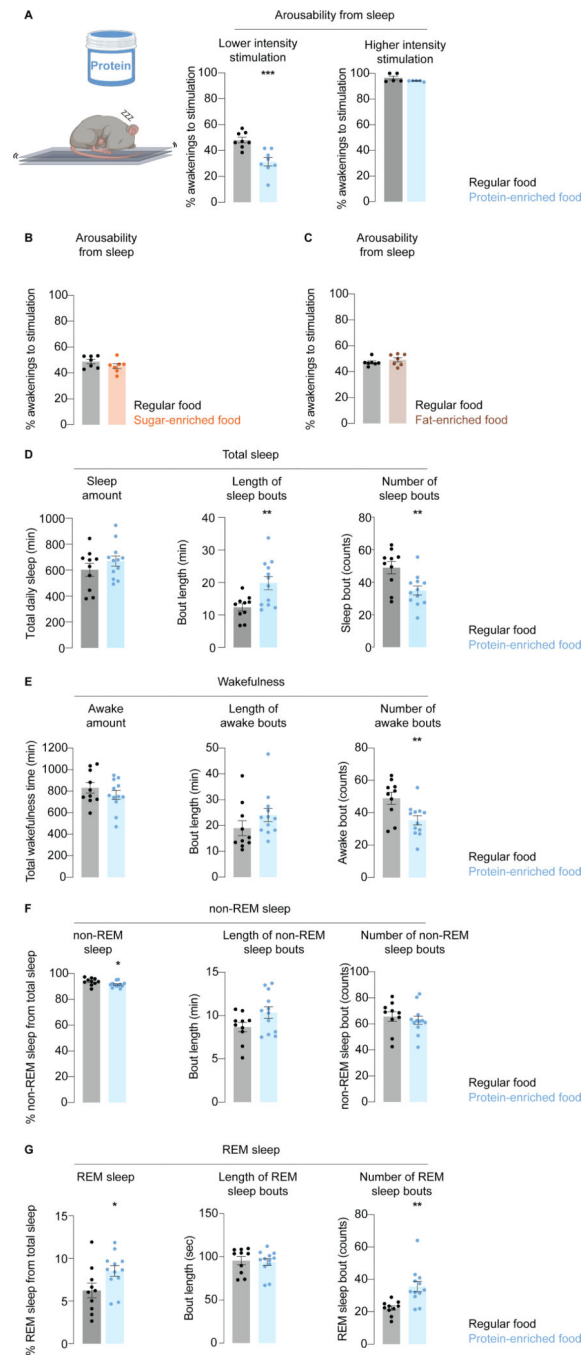 A
Arousability from sleep
Protein
zzz
Lower intensity
stimulation
Higher intensity
stimulation
***
% awakenings to stimulation
100
80
60
40
20
0
% awakenings to stimulation
100
80
60
40
20
0
Regular food
Protein-enriched food
B
Arousability
from sleep
% awakenings to stimulation
100
80
60
40
20
0
Regular food
Sugar-enriched food
C
Arousability
from sleep
% awakenings to stimulation
100
80
60
40
20
0
Regular food
Fat-enriched food
D
Total sleep
Sleep
amount
Total daily sleep (min)
1000
800
600
400
200
0
Length of
sleep bouts
**
Bout length (min)
40
30
20
10
0
Number of
sleep bouts
**
Sleep bout (counts)
80
60
40
20
0
Regular food
Protein-enriched food
E
Wakefulness
Awake
amount
Total wakefulness time (min)
1200
1000
800
600
400
200
0
Length of
awake bouts
Bout length (min)
50
40
30
20
10
0
Number of
awake bouts
**
Awake bout (counts)
80
60
40
20
0
Regular food
Protein-enriched food
F
non-REM sleep
non-REM
sleep
*
% non-REM sleep from total sleep
100
80
60
40
20
0
Length of non-REM
sleep bouts
Bout length (min)
15
10
5
0
Number of non-REM
sleep bouts
non-REM sleep bout (counts)
100
80
60
40
20
0
Regular food
Protein-enriched food
G
REM sleep
REM sleep
*
% REM sleep from total sleep
15
10
5
0
Length of REM
sleep bouts
Bout length (sec)
150
100
50
0
Number of REM
sleep bouts
**
REM sleep bout (counts)
80
60
40
20
0
Regular food
Protein-enriched food